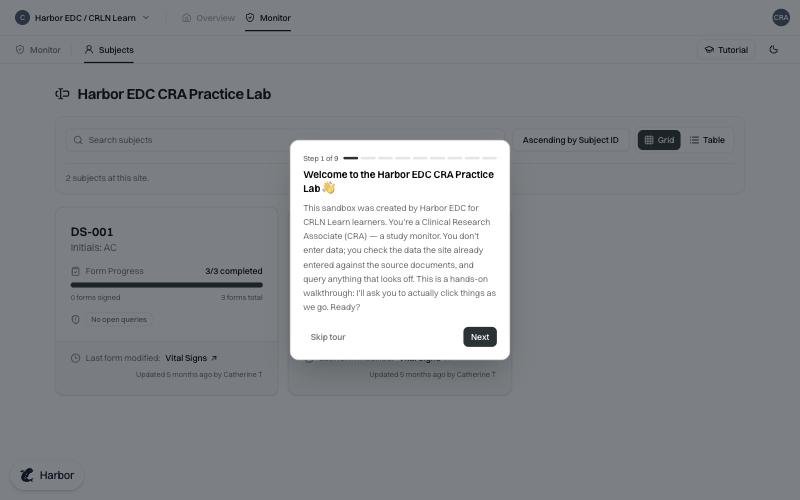 C Harbor EDC / CRLN Learn
Overview
Monitor
CRA
Monitor
Subjects
Tutorial
Harbor EDC CRA Practice Lab
Search subjects
Ascending by Subject ID
Grid
Table
2 subjects at this site.
DS-001
Initials: AC
Form Progress 3/3 completed
0 forms signed 3 forms total
No open queries
Last form modified: Vital Signs ↗
Updated 5 months ago by Catherine T
Updated 5 months ago by Catherine T
Step 1 of 9
Welcome to the Harbor EDC CRA Practice
Lab 👋
This sandbox was created by Harbor EDC for
CRLN Learn learners. You're a Clinical Research
Associate (CRA) — a study monitor. You don't
enter data; you check the data the site already
entered against the source documents, and
query anything that looks off. This is a hands-on
walkthrough: I'll ask you to actually click things as
we go. Ready?
Skip tour
Next
Harbor